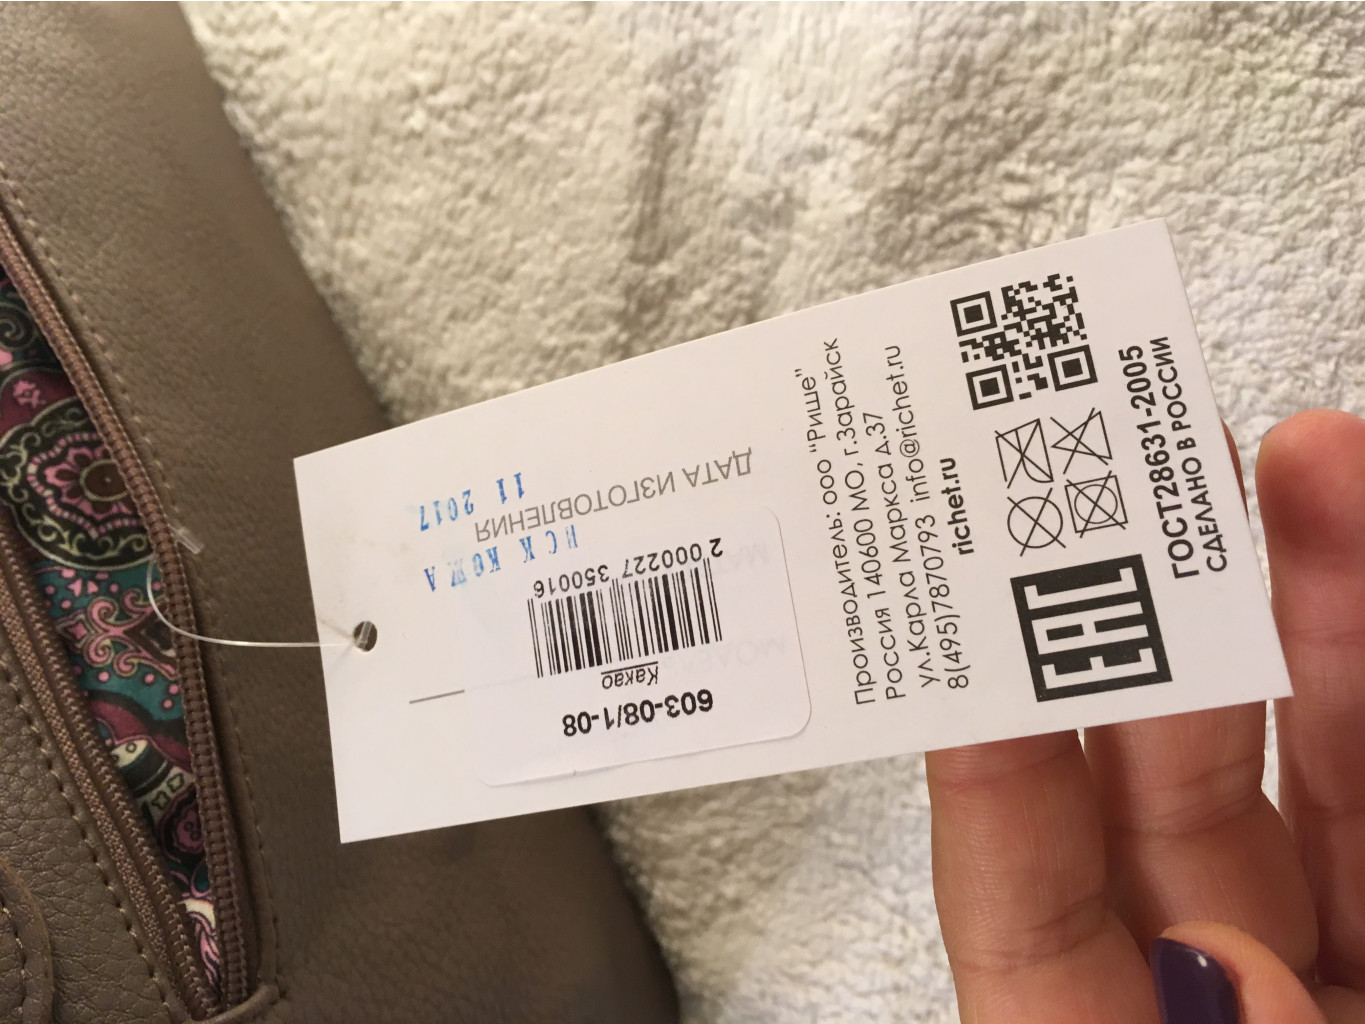 603-08/1-08
Какао
2 000227 350016
ИСК КОЖА
ДАТА ИЗГОТОВЛЕНИЯ
11 2017
Производитель: ооо "Рише"
Россия 140600 МО, г.Зарайск
ул.Карла Маркса д.37
8(495)7870793 info@richet.ru
richet.ru
EAC
ГОСТ28631-2005
СДЕЛАНО В РОССИИ